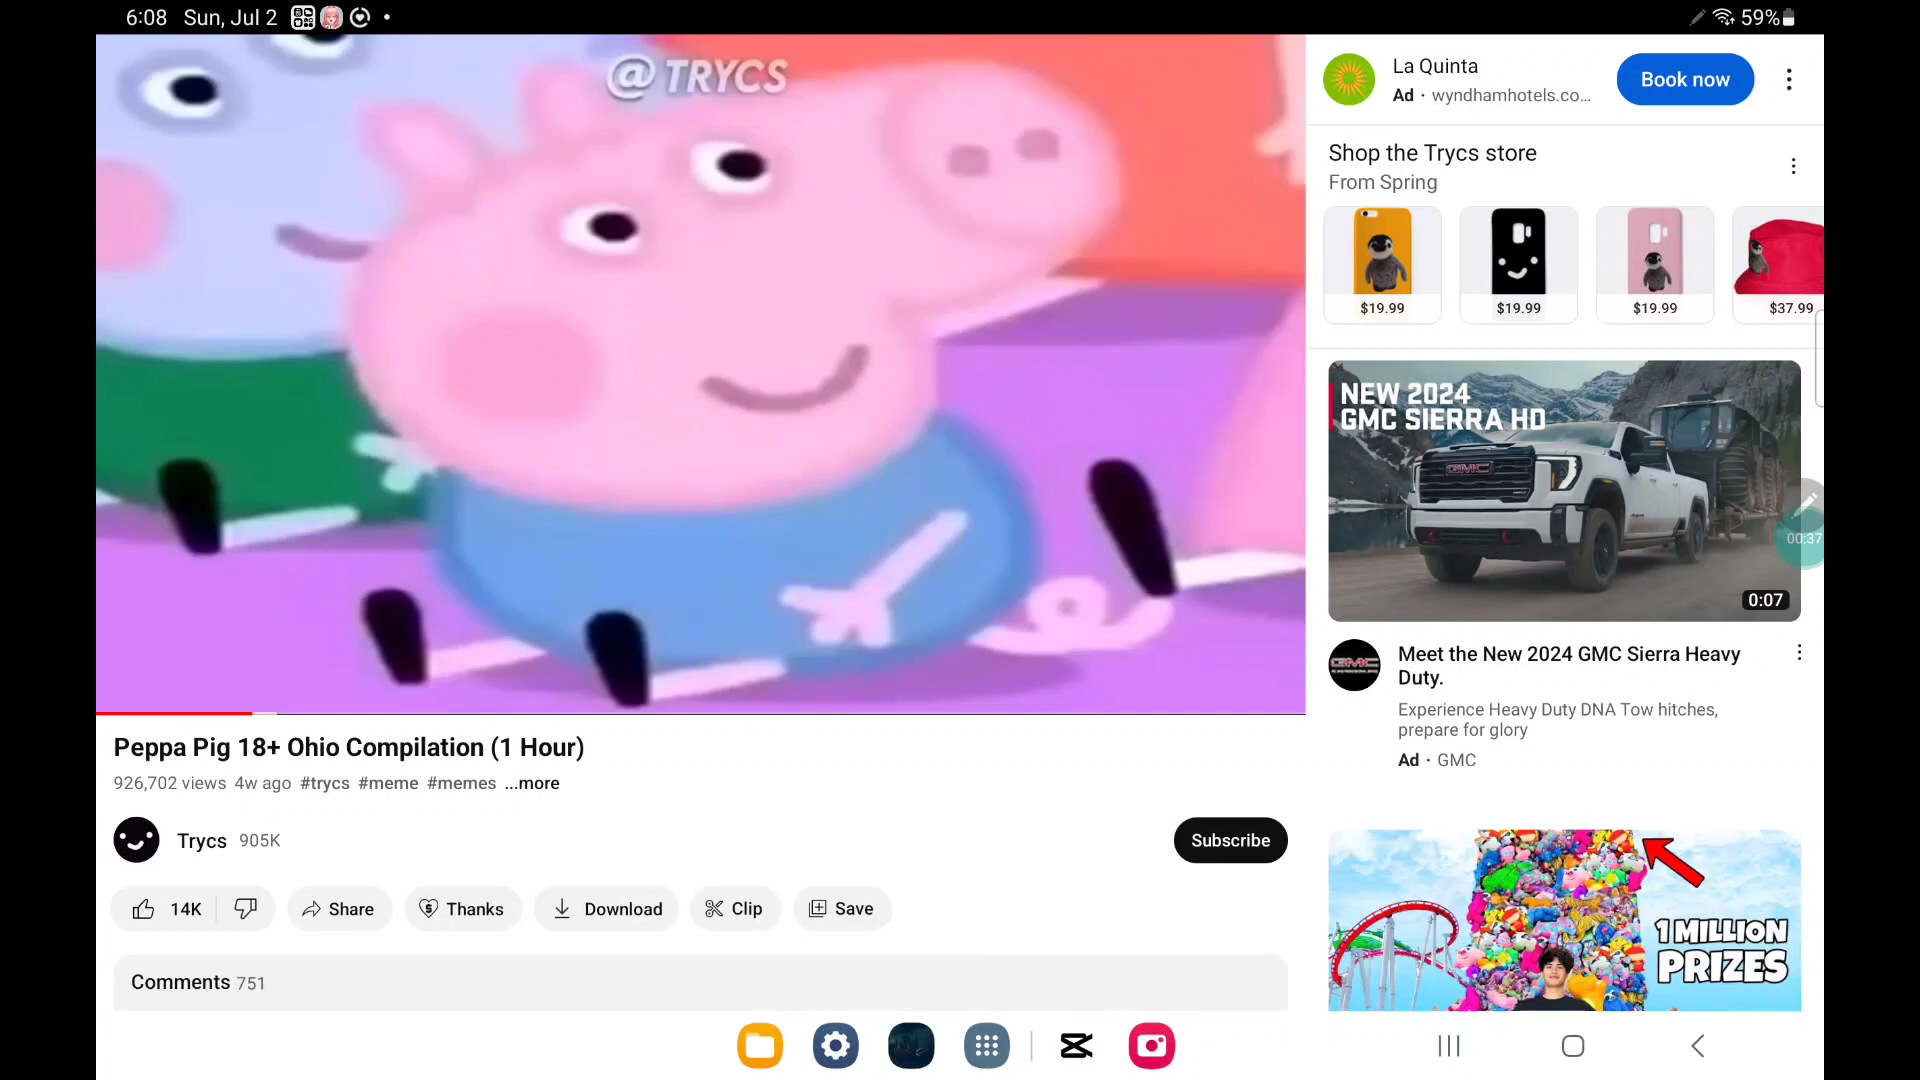 6:08 Sun, Jul 2
59%
@TRYCS
La Quinta
Ad · wyndhamhotels.co...
Book now
Shop the Trycs store
From Spring
$19.99
$19.99
$19.99
$37.99
NEW 2024
GMC SIERRA HD
GMC
0:07
00:37
GMC
Meet the New 2024 GMC Sierra Heavy
Duty.
Experience Heavy Duty DNA Tow hitches,
prepare for glory
Ad · GMC
Peppa Pig 18+ Ohio Compilation (1 Hour)
926,702 views 4w ago #trycs #meme #memes ...more
Trycs 905K
Subscribe
14K
Share
Thanks
Download
Clip
Save
Comments 751
1 MILLION
PRIZES